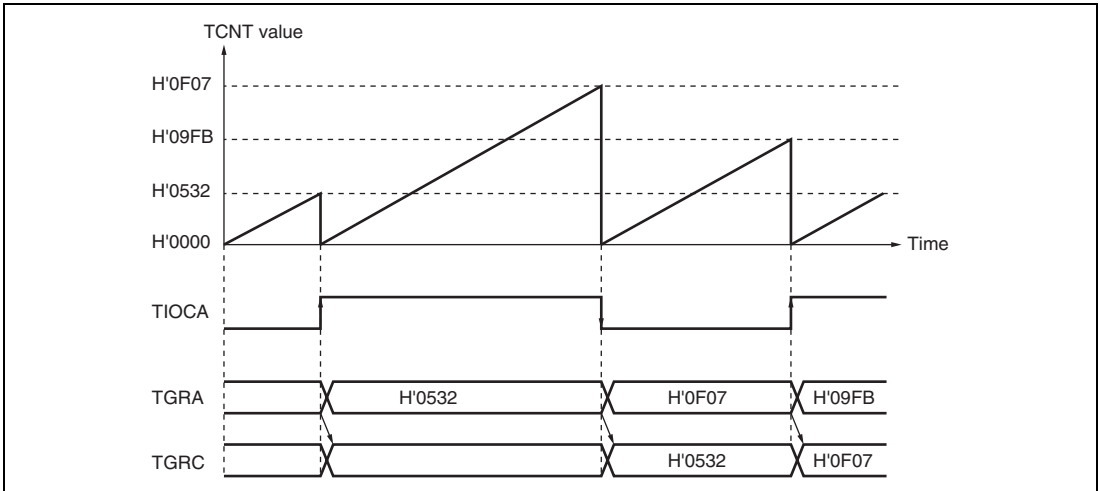 TCNT value
H'0F07
H'09FB
H'0532
H'0000
Time
TIOCA
TGRA H'0532 H'0F07 H'09FB
TGRC H'0532 H'0F07